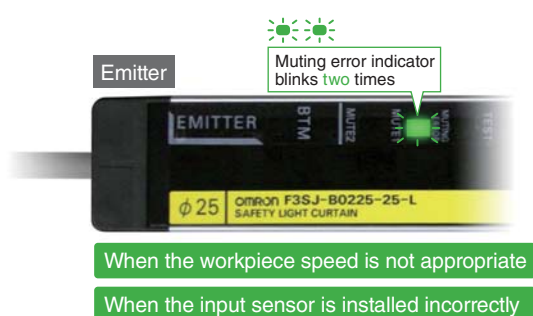 Emitter
Muting error indicator
blinks two times
EMITTER
BTM
MUTE2
MUTE1
MUTING
TEST
φ25
OMRON F3SJ-B0225-25-L
SAFETY LIGHT CURTAIN
When the workpiece speed is not appropriate
When the input sensor is installed incorrectly